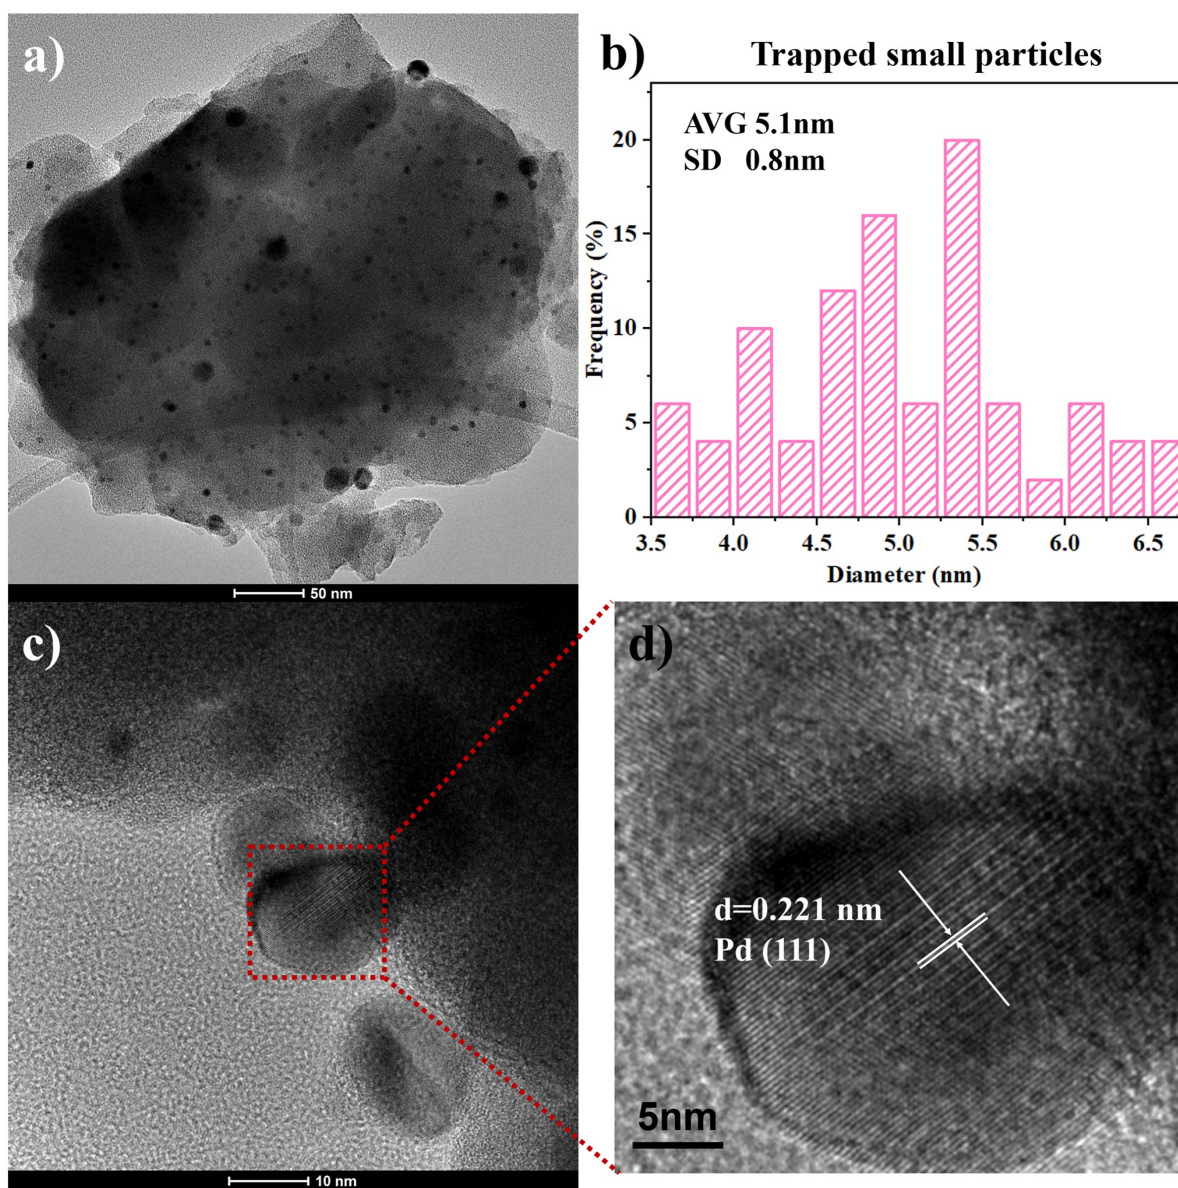 a)
50 nm
b)
Trapped small particles
AVG 5.1nm
SD 0.8nm
Frequency (%)
20
15
10
5
0
3.5 4.0 4.5 5.0 5.5 6.0 6.5
Diameter (nm)
c)
10 nm
d)
d=0.221 nm
Pd (111)
5nm